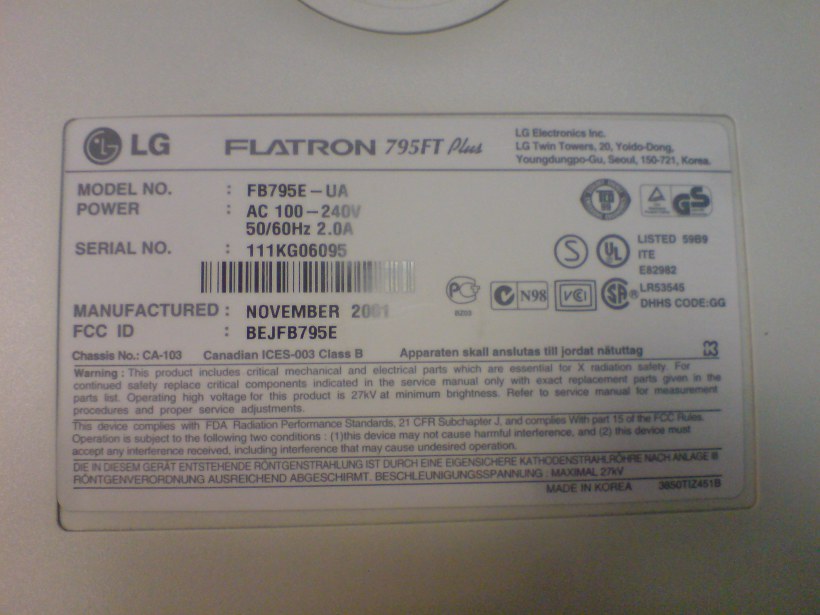 LG FLATRON 795FT Plus
LG Electronics Inc.
LG Twin Towers, 20, Yoido-Dong,
Youngdungpo-Gu, Seoul, 150-721, Korea.
MODEL NO. : FB795E-UA
POWER : AC 100-240V
50/60Hz 2.0A
SERIAL NO. : 111KG06095
TCO 99
GS
S UL LISTED 59B9
ITE
E82982
PC N98 VCI SA® LR53545
DHHS CODE:GG
MANUFACTURED : NOVEMBER 2001
FCC ID : BEJFB795E
Chassis No.: CA-103 Canadian ICES-003 Class B Apparaten skall anslutas till jordat nätuttag
Warning : This product includes critical mechanical and electrical parts which are essential for X radiation safety. For
continued safety replace critical components indicated in the service manual only with exact replacement parts given in the
parts list. Operating high voltage for this product is 27kV at minimum brightness. Refer to service manual for measurement
procedures and proper service adjustments.
This device complies with FDA Radiation Performance Standards, 21 CFR Subchapter J, and complies With part 15 of the FCC Rules.
Operation is subject to the following two conditions : (1)this device may not cause harmful interference, and (2) this device must
accept any interference received, including interference that may cause undesired operation.
DIE IN DIESEM GERÄT ENTSTEHENDE RÖNTGENSTRAHLUNG IST DURCH EINE EIGENSICHERE KATHODENSTRAHLRÖHRE NACH ANLAGE III
RÖNTGENVERORDNUNG AUSREICHEND ABGESCHIRMT. BESCHLEUNIGUNGSSPANNUNG : MAXIMAL 27kV
MADE IN KOREA 3850TIZ461B